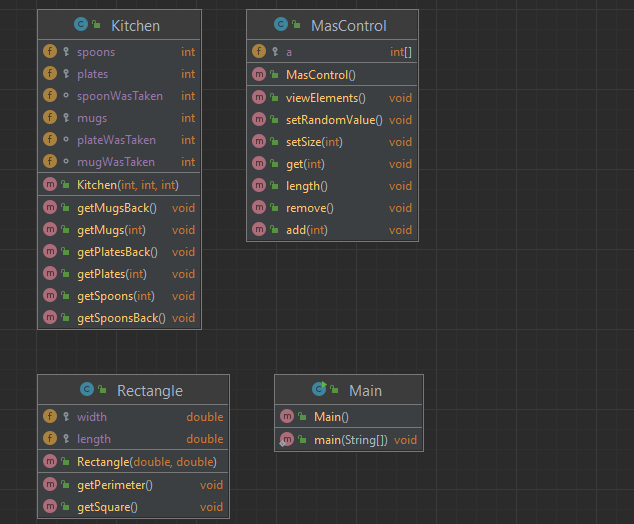 Kitchen
spoons int
plates int
spoonWasTaken int
mugs int
plateWasTaken int
mugWasTaken int
Kitchen(int, int, int)
getMugsBack() void
getMugs(int) void
getPlatesBack() void
getPlates(int) void
getSpoons(int) void
getSpoonsBack() void
MasControl
a int[]
MasControl()
viewElements() void
setRandomValue() void
setSize(int) void
get(int) void
length() void
remove() void
add(int) void
Rectangle
width double
length double
Rectangle(double, double)
getPerimeter() void
getSquare() void
Main
Main()
main(String[]) void